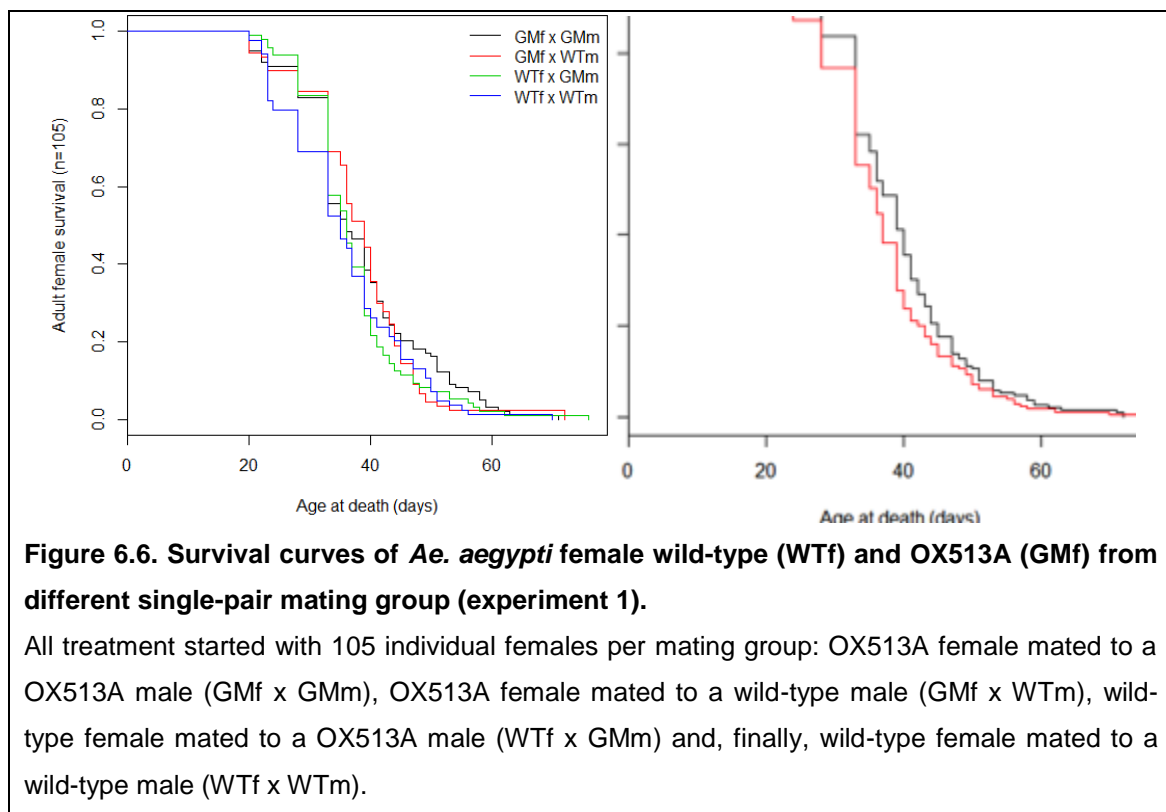 GMf x GMm
GMf x WTm
WTf x GMm
WTf x WTm
Adult female survival (n=105)
1.0
0.8
0.6
0.4
0.2
0.0
0 20 40 60
Age at death (days)
0 20 40 60
Age at death (days)
Figure 6.6. Survival curves of Ae. aegypti female wild-type (WTf) and OX513A (GMf) from
different single-pair mating group (experiment 1).
All treatment started with 105 individual females per mating group: OX513A female mated to a
OX513A male (GMf x GMm), OX513A female mated to a wild-type male (GMf x WTm), wild-
type female mated to a OX513A male (WTf x GMm) and, finally, wild-type female mated to a
wild-type male (WTf x WTm).